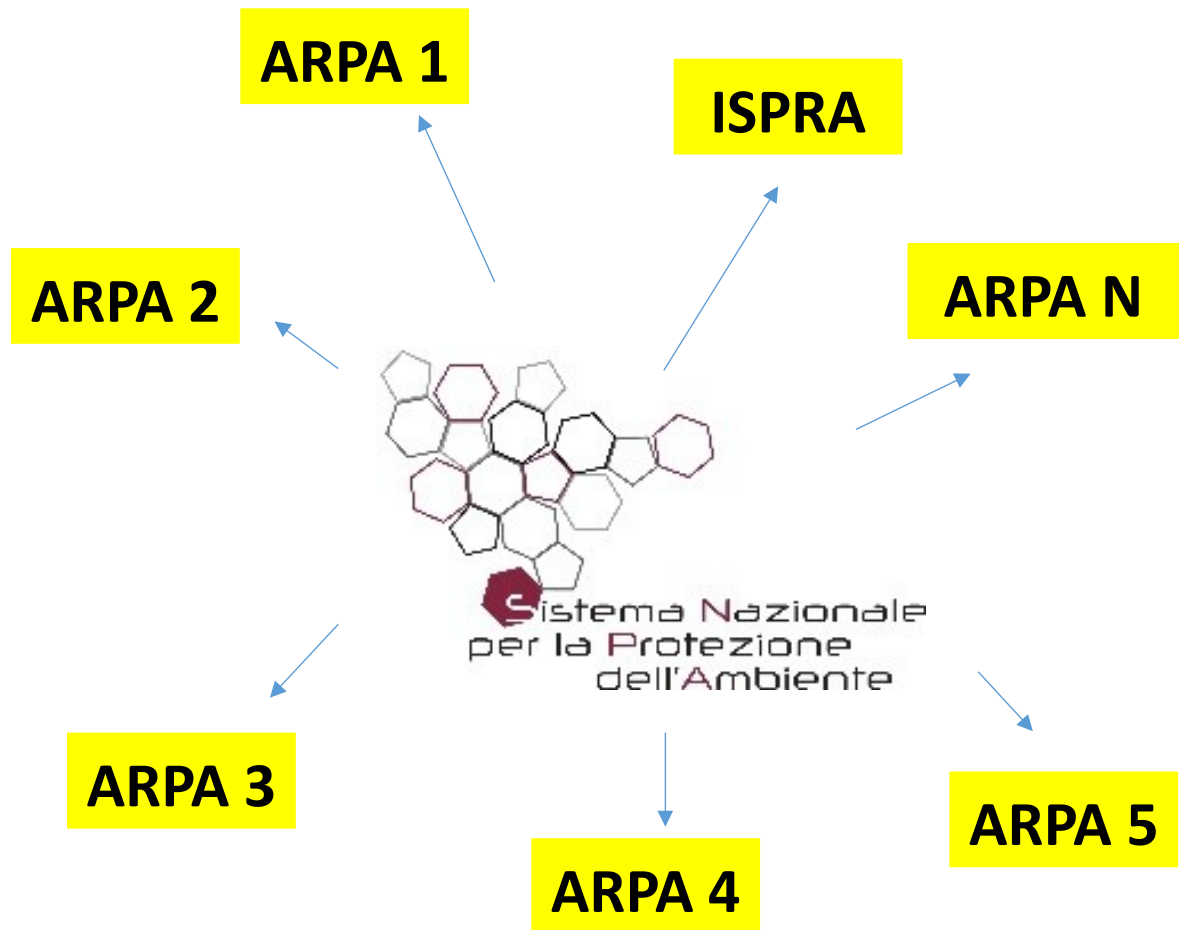 ARPA 1
ISPRA
ARPA 2
ARPA N
Sistema Nazionale
per la Protezione
dell'Ambiente
ARPA 3
ARPA 5
ARPA 4